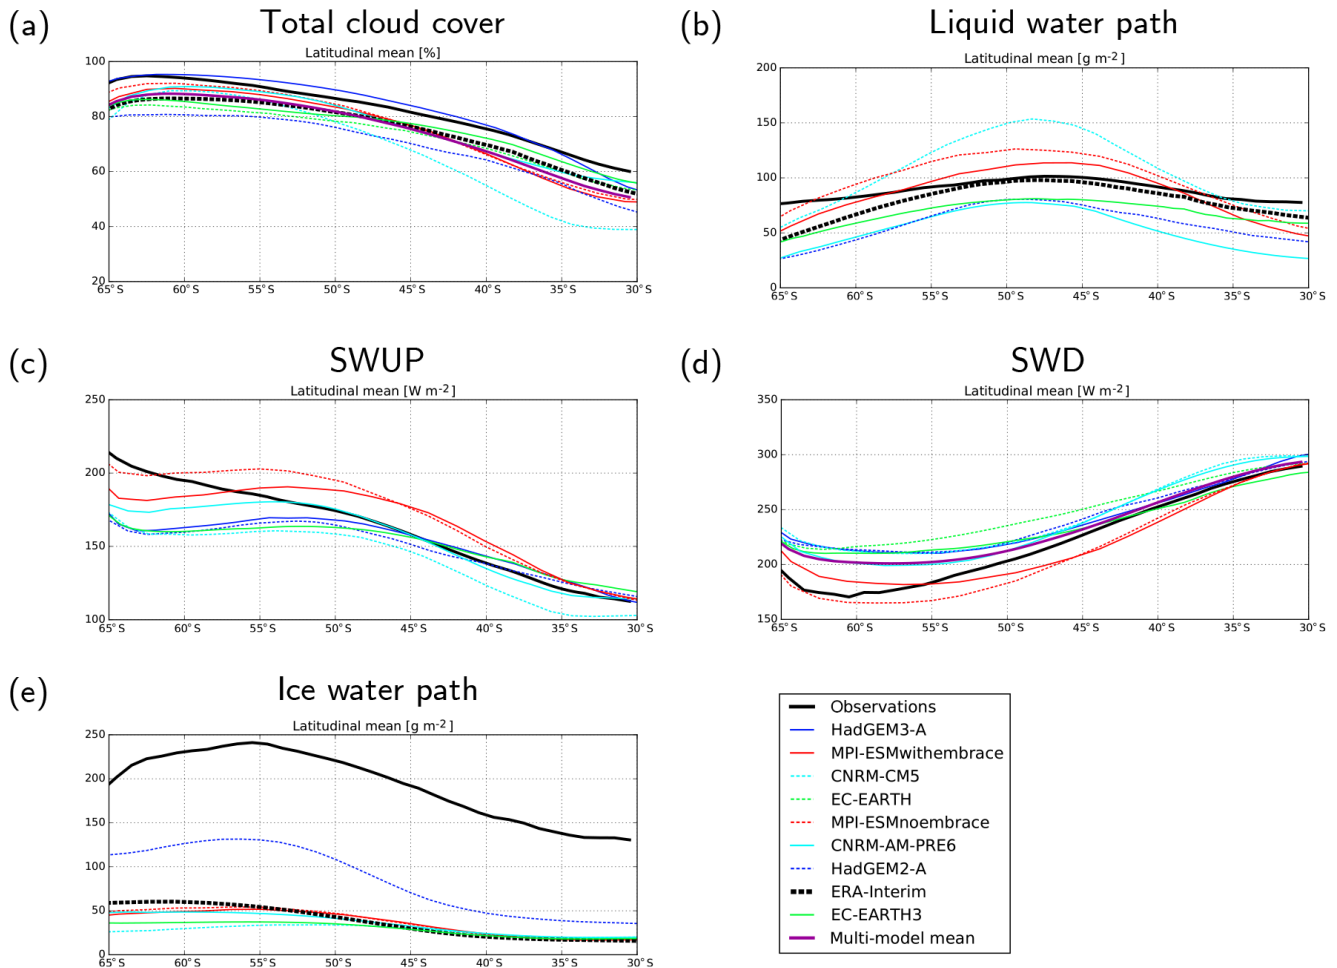 (a) Total cloud cover
Latitudinal mean [%]
100
80
60
40
20
65°S 60°S 55°S 50°S 45°S 40°S 35°S 30°S
(b) Liquid water path
Latitudinal mean [g m-2]
200
150
100
50
0
65°S 60°S 55°S 50°S 45°S 40°S 35°S 30°S
(c) SWUP
Latitudinal mean [W m-2]
250
200
150
100
65°S 60°S 55°S 50°S 45°S 40°S 35°S 30°S
(d) SWD
Latitudinal mean [W m-2]
350
300
250
200
150
65°S 60°S 55°S 50°S 45°S 40°S 35°S 30°S
(e) Ice water path
Latitudinal mean [g m-2]
250
200
150
100
50
0
65°S 60°S 55°S 50°S 45°S 40°S 35°S 30°S
Observations
HadGEM3-A
MPI-ESMwithembrace
CNRM-CM5
EC-EARTH
MPI-ESMnoembrace
CNRM-AM-PRE6
HadGEM2-A
ERA-Interim
EC-EARTH3
Multi-model mean